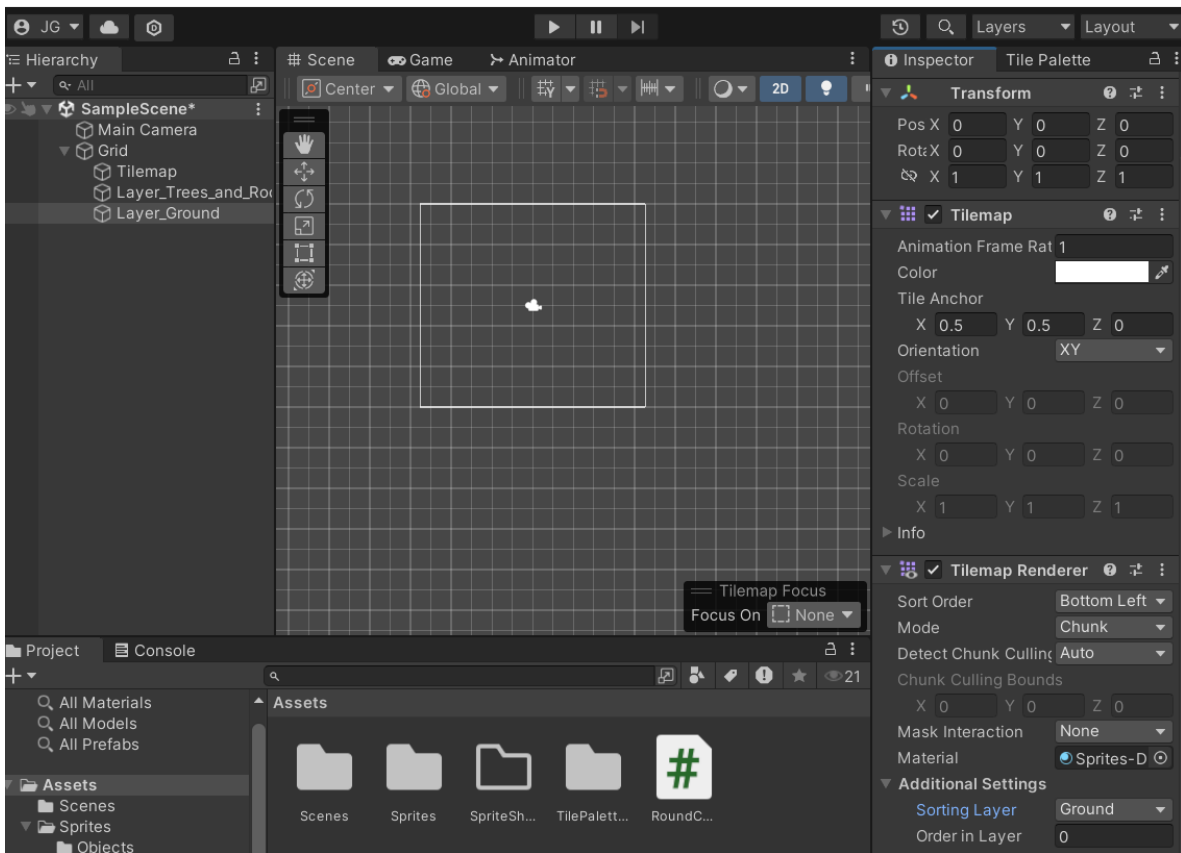 JG
Layers
Layout
Hierarchy
All
SampleScene*
Main Camera
Grid
Tilemap
Layer_Trees_and_Roc
Layer_Ground
Scene
Game
Animator
Center
Global
2D
Tilemap Focus
Focus On
None
Inspector
Tile Palette
Transform
Pos X 0 Y 0 Z 0
Rota X 0 Y 0 Z 0
X 1 Y 1 Z 1
Tilemap
Animation Frame Rat 1
Color
Tile Anchor
X 0.5 Y 0.5 Z 0
Orientation XY
Offset
X 0 Y 0 Z 0
Rotation
X 0 Y 0 Z 0
Scale
X 1 Y 1 Z 1
Info
Tilemap Renderer
Sort Order Bottom Left
Mode Chunk
Detect Chunk Culling Auto
Chunk Culling Bounds
X 0 Y 0 Z 0
Mask Interaction None
Material Sprites-D
Additional Settings
Sorting Layer Ground
Order in Layer 0
Project
Console
21
All Materials
All Models
All Prefabs
Assets
Scenes
Sprites
Objects
Assets
Scenes
Sprites
SpriteSh...
TilePalett...
#
RoundC...